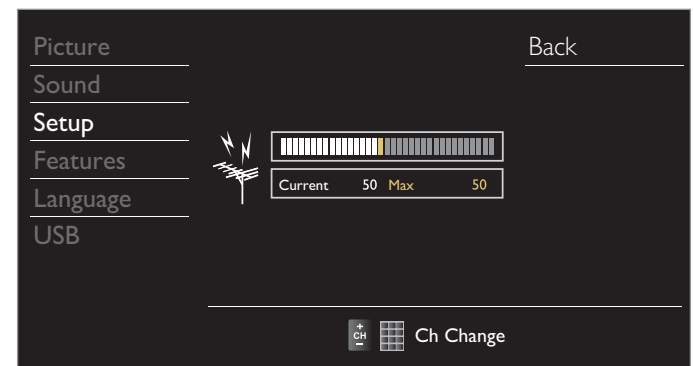 Picture
Back
Sound
Setup
Features
Language
USB
Current 50 Max 50
+
CH
−
Ch Change